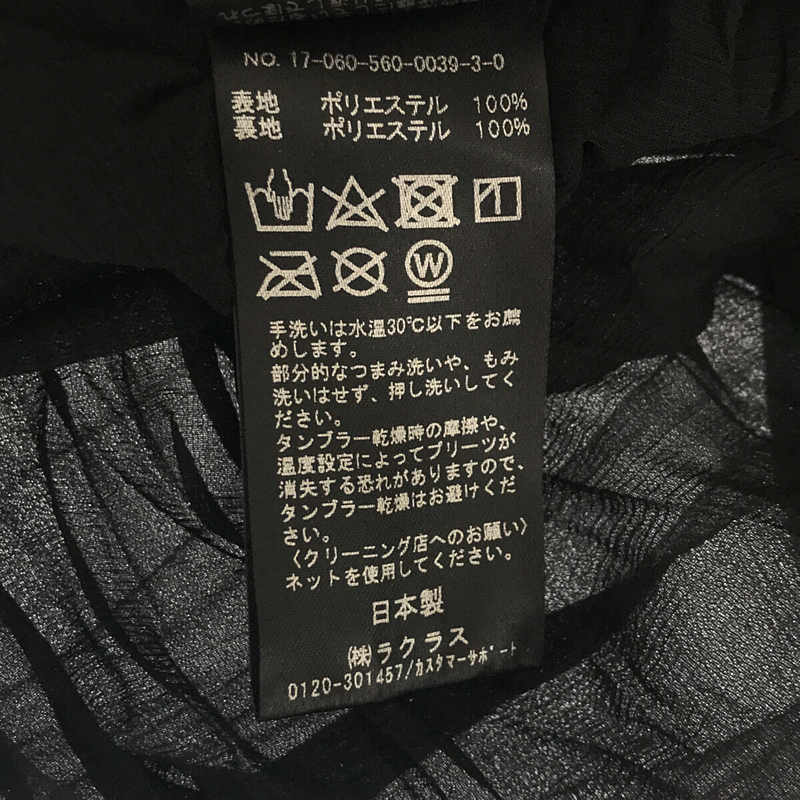 NO. 17-060-560-0039-3-0
表地 ポリエステル 100%
裏地 ポリエステル 100%
W
手洗いは水温30℃以下をお薦
めします。
部分的なつまみ洗いや、もみ
洗いはせず、押し洗いしてく
ださい。
タンブラー乾燥時の摩擦や、
温度設定によってプリーツが
消失する恐れがありますので、
タンブラー乾燥はお避けくだ
さい。
〈クリーニング店へのお願い〉
ネットを使用してください。
日本製
㈱ラクラス
0120-301457/カスタマーサポート